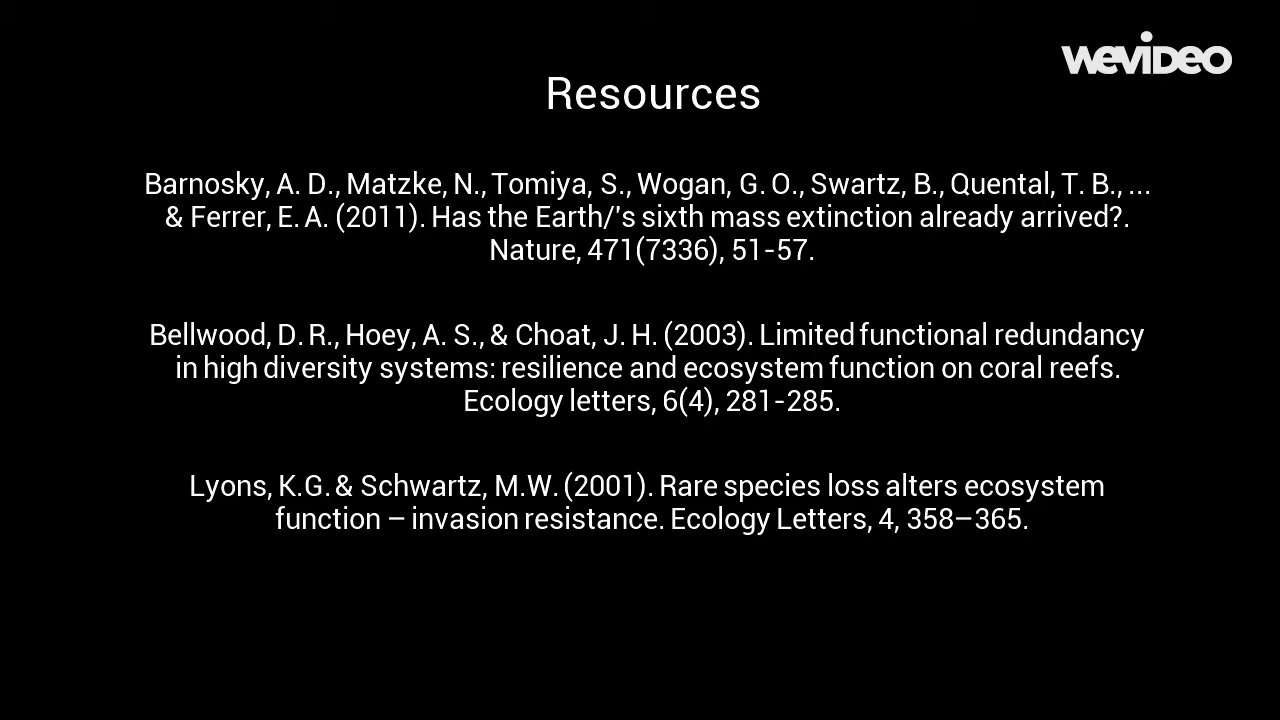 wevideo
Resources
Barnosky, A. D., Matzke, N., Tomiya, S., Wogan, G. O., Swartz, B., Quental, T. B., ...
& Ferrer, E. A. (2011). Has the Earth/'s sixth mass extinction already arrived?.
Nature, 471(7336), 51-57.
Bellwood, D. R., Hoey, A. S., & Choat, J. H. (2003). Limited functional redundancy
in high diversity systems: resilience and ecosystem function on coral reefs.
Ecology letters, 6(4), 281-285.
Lyons, K.G. & Schwartz, M.W. (2001). Rare species loss alters ecosystem
function – invasion resistance. Ecology Letters, 4, 358–365.